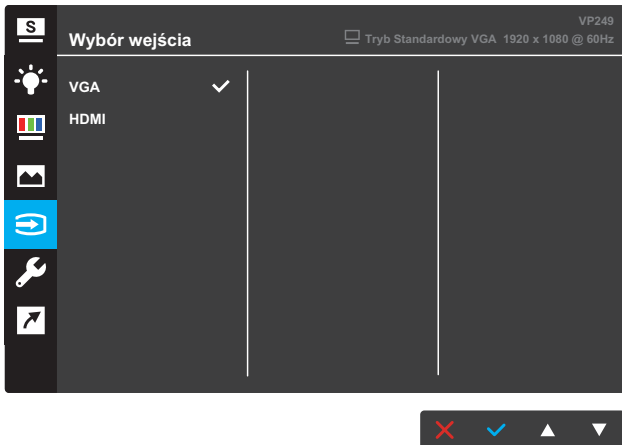 S
VP249
Wybór wejścia
Tryb Standardowy VGA 1920 x 1080 @ 60Hz
VGA
HDMI